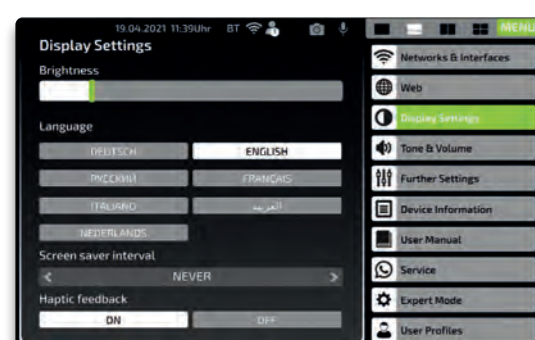 19.04.2021 11:39Uhr BT
MENU
Display Settings
Brightness
Language
DEUTSCH ENGLISH
РУССКИЙ FRANÇAIS
ITALIANO العربية
NEDERLANDS
Screen saver interval
NEVER
Haptic feedback
ON OFF
Networks & Interfaces
Web
Display Settings
Tone & Volume
Further Settings
Device Information
User Manual
Service
Expert Mode
User Profiles